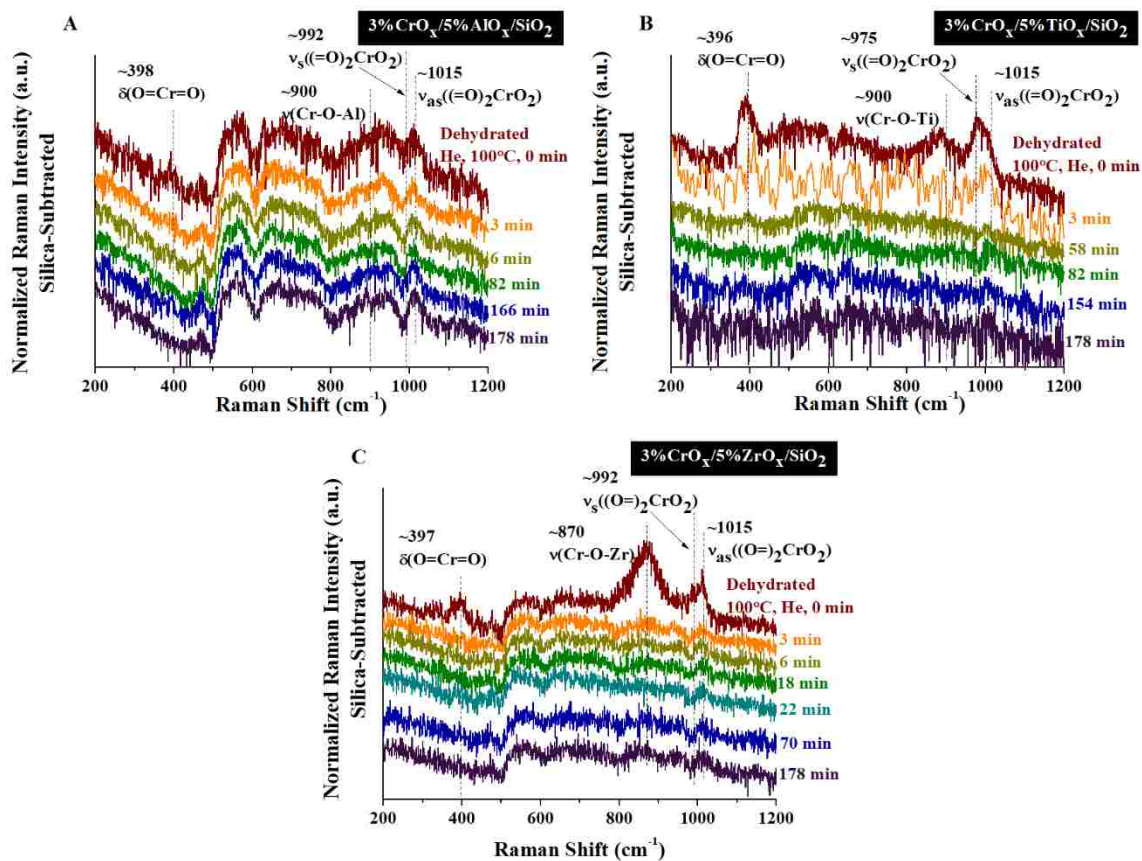 A
3%CrOx/5%AlOx/SiO2
~992
νs((=O)2CrO2)
~398
δ(O=Cr=O)
~1015
νas((=O)2CrO2)
~900
ν(Cr-O-Al)
Dehydrated
He, 100°C, 0 min
3 min
6 min
82 min
166 min
178 min
Normalized Raman Intensity (a.u.)
Silica-Subtracted
200 400 600 800 1000 1200
Raman Shift (cm-1)
B
3%CrOx/5%TiOx/SiO2
~396
δ(O=Cr=O)
~975
νs((=O)2CrO2)
~1015
νas((=O)2CrO2)
~900
ν(Cr-O-Ti)
Dehydrated
100°C, He, 0 min
3 min
58 min
82 min
154 min
178 min
Normalized Raman Intensity (a.u.)
Silica-Subtracted
200 400 600 800 1000 1200
Raman Shift (cm-1)
C
3%CrOx/5%ZrOx/SiO2
~992
νs((O=)2CrO2)
~397
δ(O=Cr=O)
~870
ν(Cr-O-Zr)
~1015
νas((O=)2CrO2)
Dehydrated
100°C, He, 0 min
3 min
6 min
18 min
22 min
70 min
178 min
Normalized Raman Intensity (a.u.)
Silica-Subtracted
200 400 600 800 1000 1200
Raman Shift (cm-1)